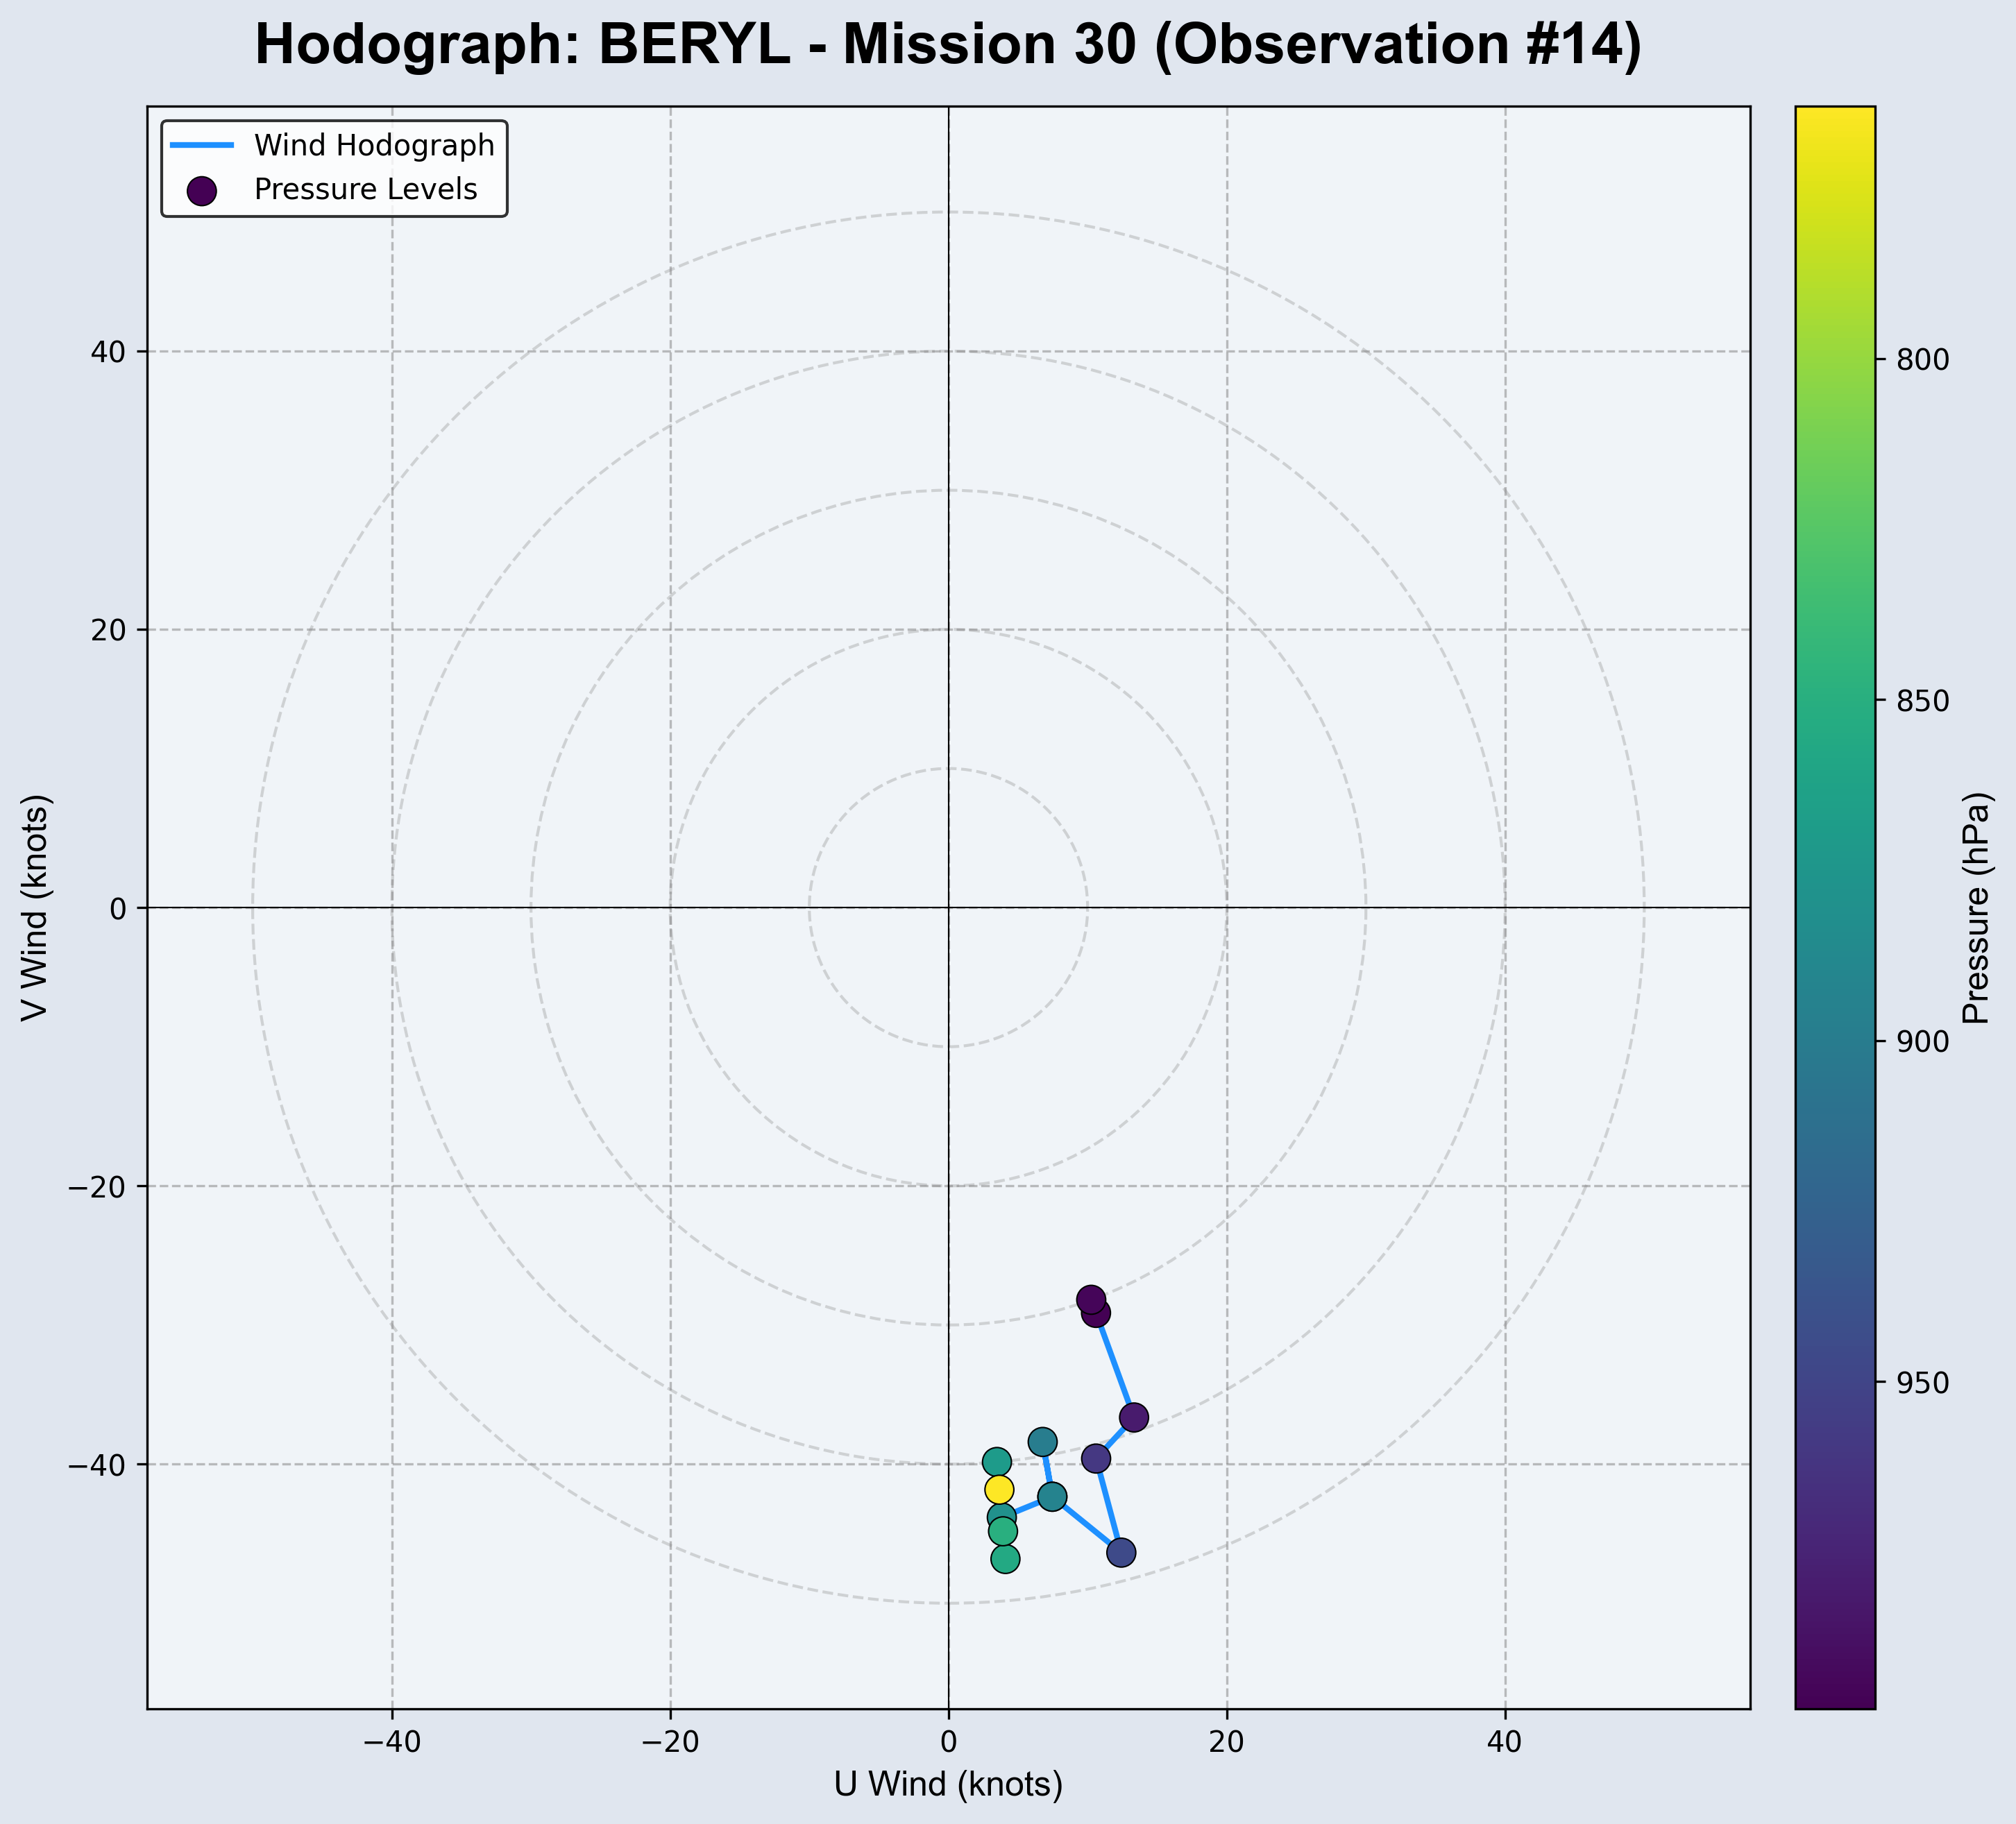 Hodograph: BERYL - Mission 30 (Observation #14)
Wind Hodograph
Pressure Levels
40
20
0
−20
−40
V Wind (knots)
−40
−20
0
20
40
U Wind (knots)
800
850
900
950
Pressure (hPa)